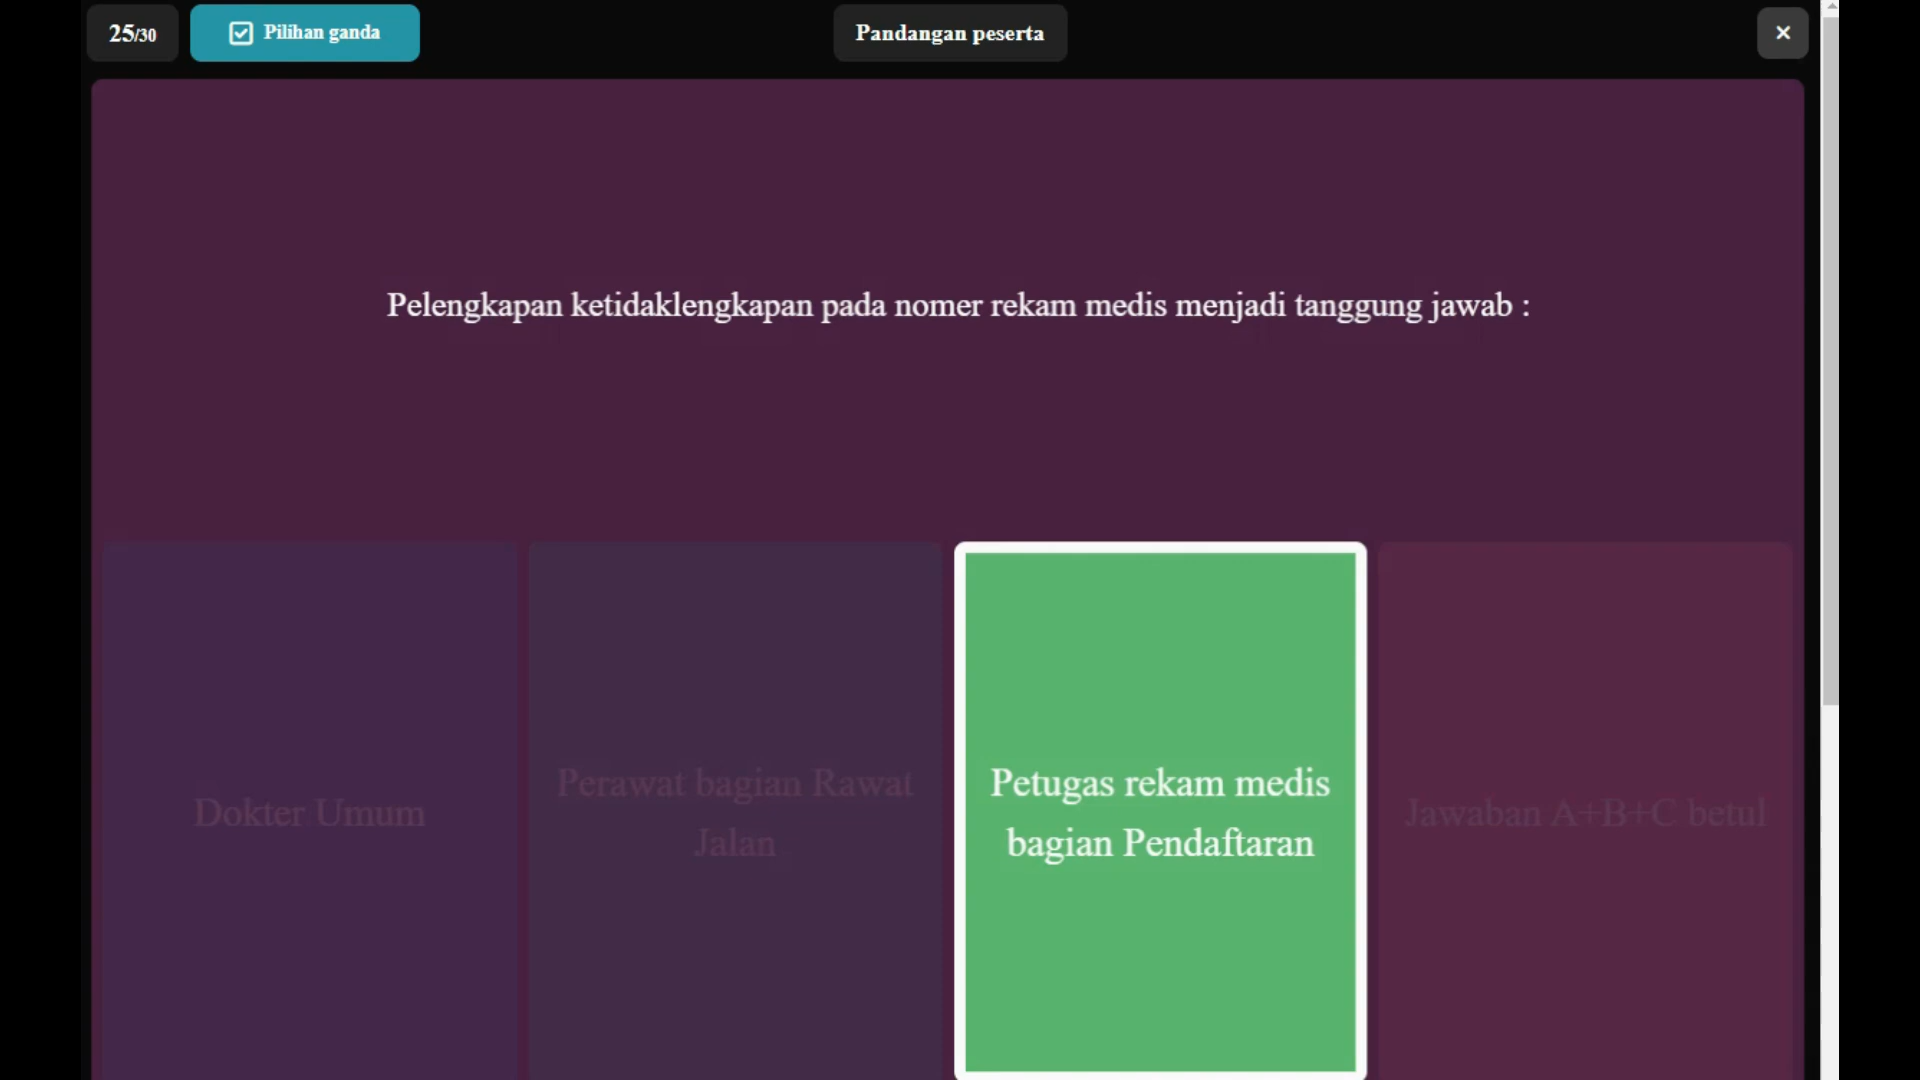 25/30
Pilihan ganda
Pandangan peserta
Pelengkapan ketidaklengkapan pada nomer rekam medis menjadi tanggung jawab :
Dokter Umum
Perawat bagian Rawat
Jalan
Petugas rekam medis
bagian Pendaftaran
Jawaban A+B+C betul